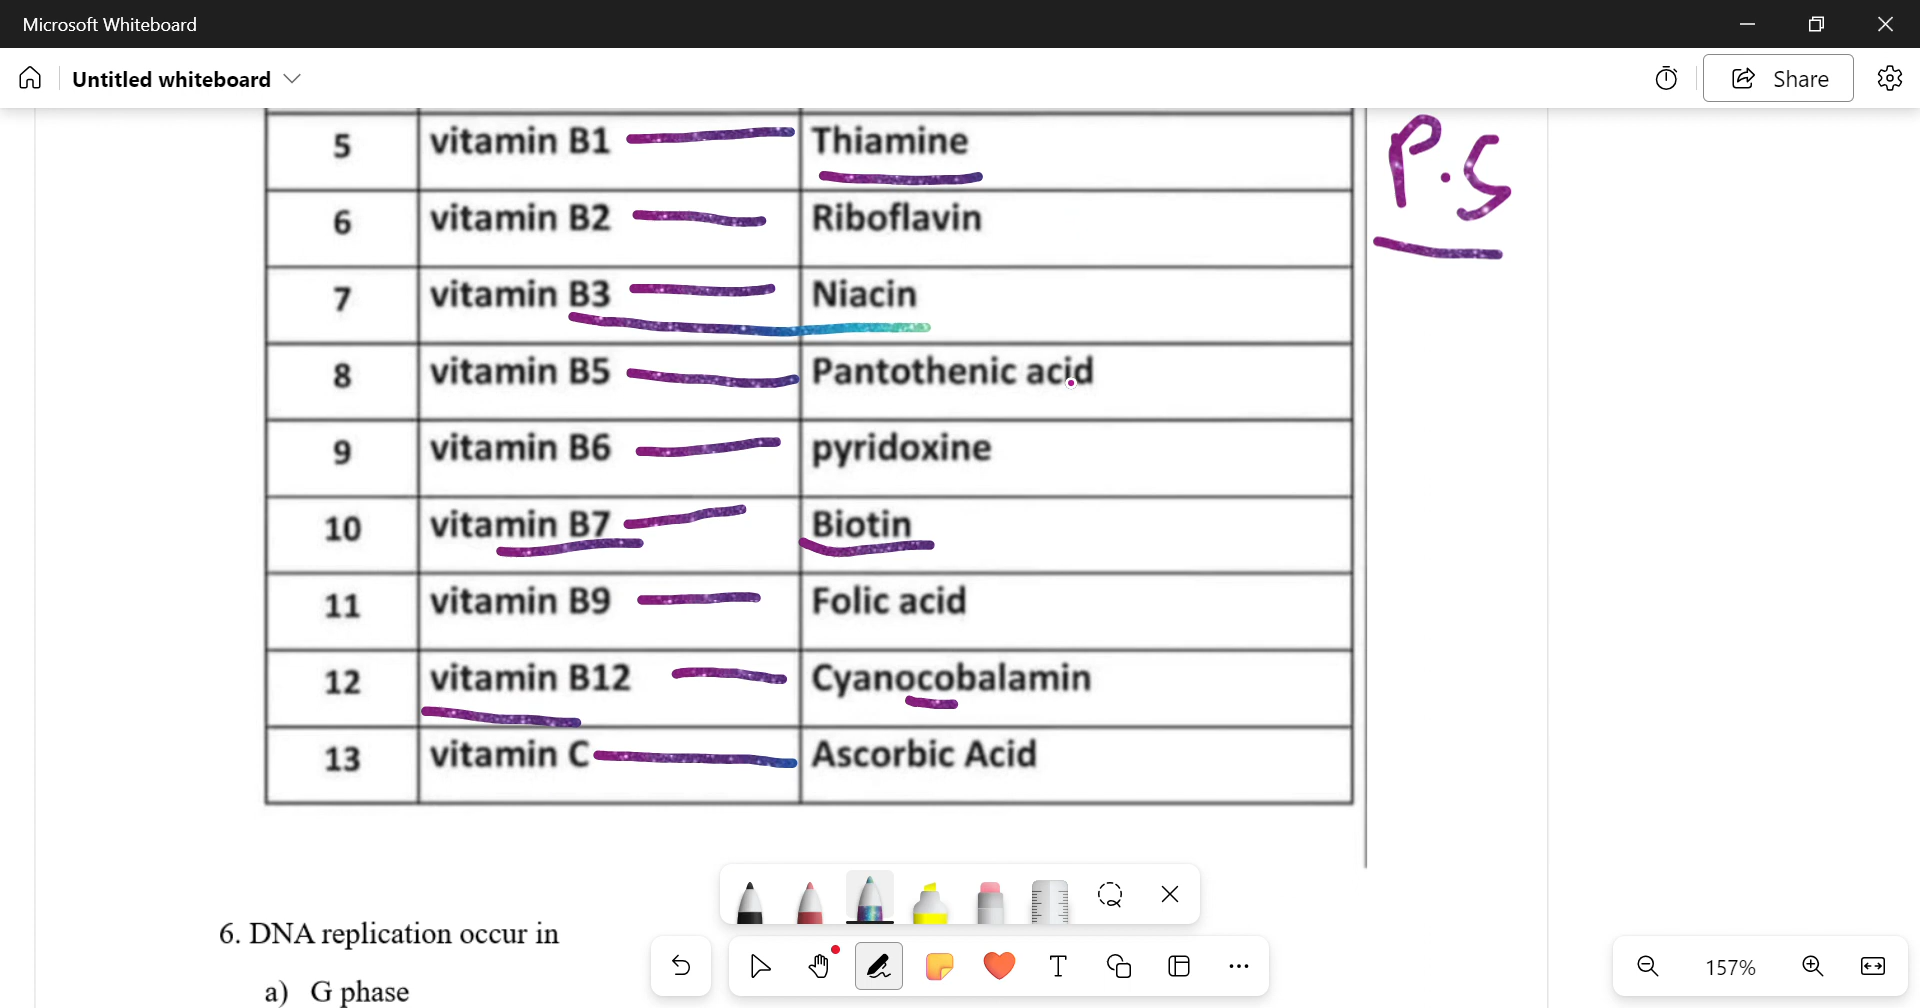 Microsoft Whiteboard
Untitled whiteboard
Share
5 vitamin B1 Thiamine
P.S
6 vitamin B2 Riboflavin
7 vitamin B3 Niacin
8 vitamin B5 Pantothenic acid
9 vitamin B6 pyridoxine
10 vitamin B7 Biotin
11 vitamin B9 Folic acid
12 vitamin B12 Cyanocobalamin
13 vitamin C Ascorbic Acid
6. DNA replication occur in
a) G phase
157%